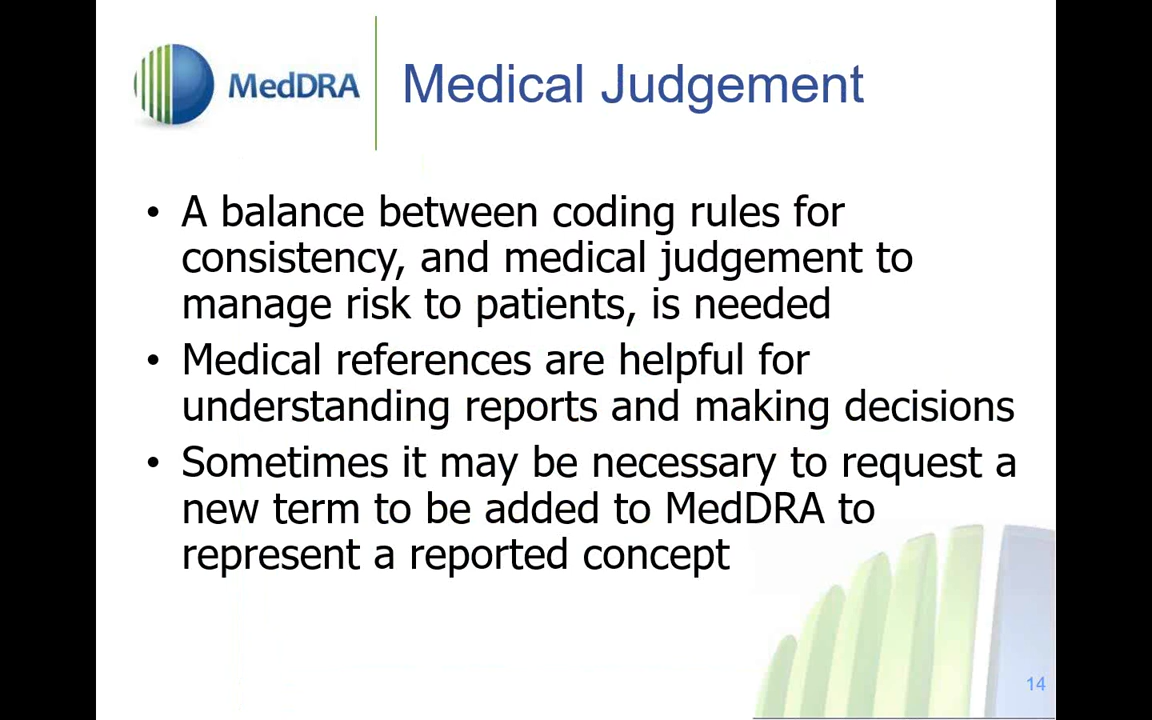 MedDRA
Medical Judgement
• A balance between coding rules for
consistency, and medical judgement to
manage risk to patients, is needed
• Medical references are helpful for
understanding reports and making decisions
• Sometimes it may be necessary to request a
new term to be added to MedDRA to
represent a reported concept
14